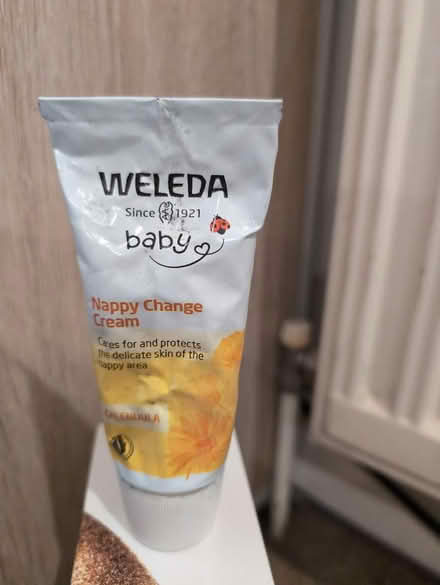 WELEDA
Since 1921
baby
Nappy Change
Cream
Cares for and protects
the delicate skin of the
nappy area
CALENDULA